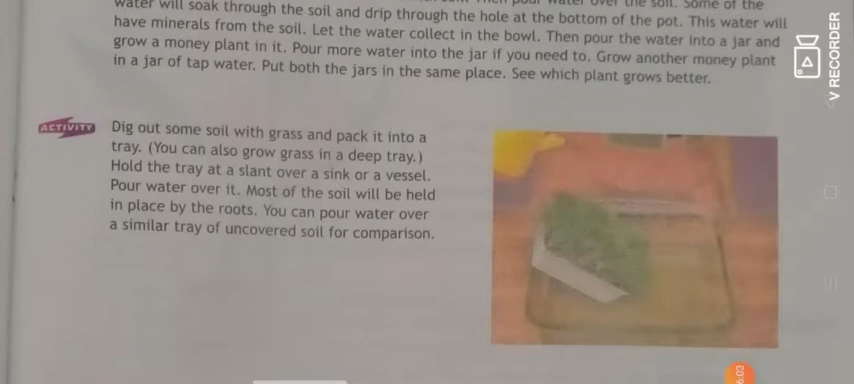 water will soak through the soil and drip through the hole at the bottom of the pot. This water will
have minerals from the soil. Let the water collect in the bowl. Then pour the water into a jar and
grow a money plant in it. Pour more water into the jar if you need to. Grow another money plant
in a jar of tap water. Put both the jars in the same place. See which plant grows better.
ACTIVITY
Dig out some soil with grass and pack it into a
tray. (You can also grow grass in a deep tray.)
Hold the tray at a slant over a sink or a vessel.
Pour water over it. Most of the soil will be held
in place by the roots. You can pour water over
a similar tray of uncovered soil for comparison.
V RECORDER